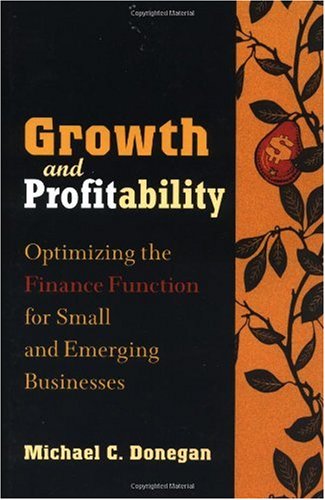 Growth
and
Profitability
Optimizing the
Finance Function
for Small
and Emerging
Businesses
Michael C. Donegan
$